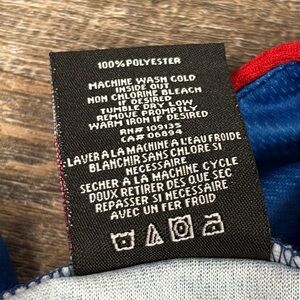 100% POLYESTER
MACHINE WASH COLD
INSIDE OUT
NON CHLORINE BLEACH
IF DESIRED
TUMBLE DRY LOW
REMOVE PROMPTLY
WARM IRON IF DESIRED
RN# 109135
CA# 06894
LAVER A LA MACHINE A L'EAU FROIDE
BLANCHIR SANS CHLORE SI
NECESSAIRE
SECHER A LA MACHINE CYCLE
DOUX RETIRER DES QUE SEC
REPASSER SI NECESSAIRE
AVEC UN FER FROID